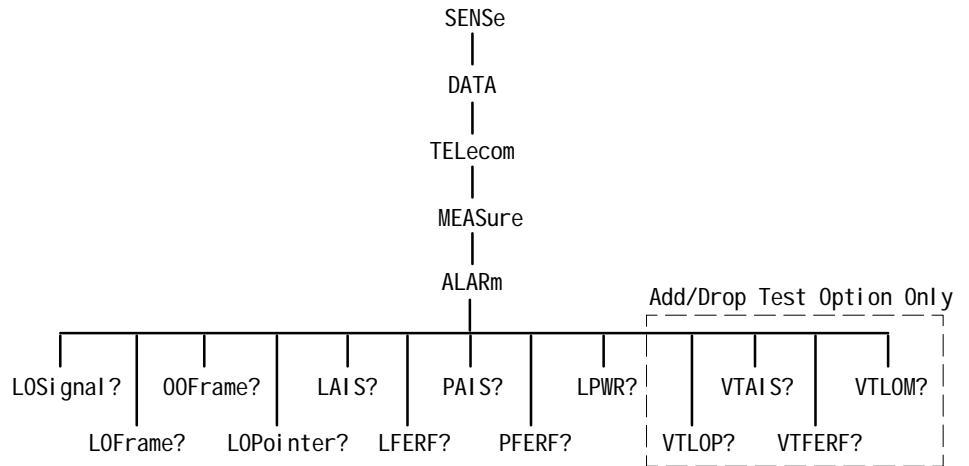 SENSe
DATA
TELecom
MEASure
ALARm
Add/Drop Test Option Only
LOSignal? OOFrame? LAIS? PAIS? LPWR? VTAIS? VTLOM?
LOFrame? LOPointer? LFERF? PFERF? VTLOP? VTFERF?